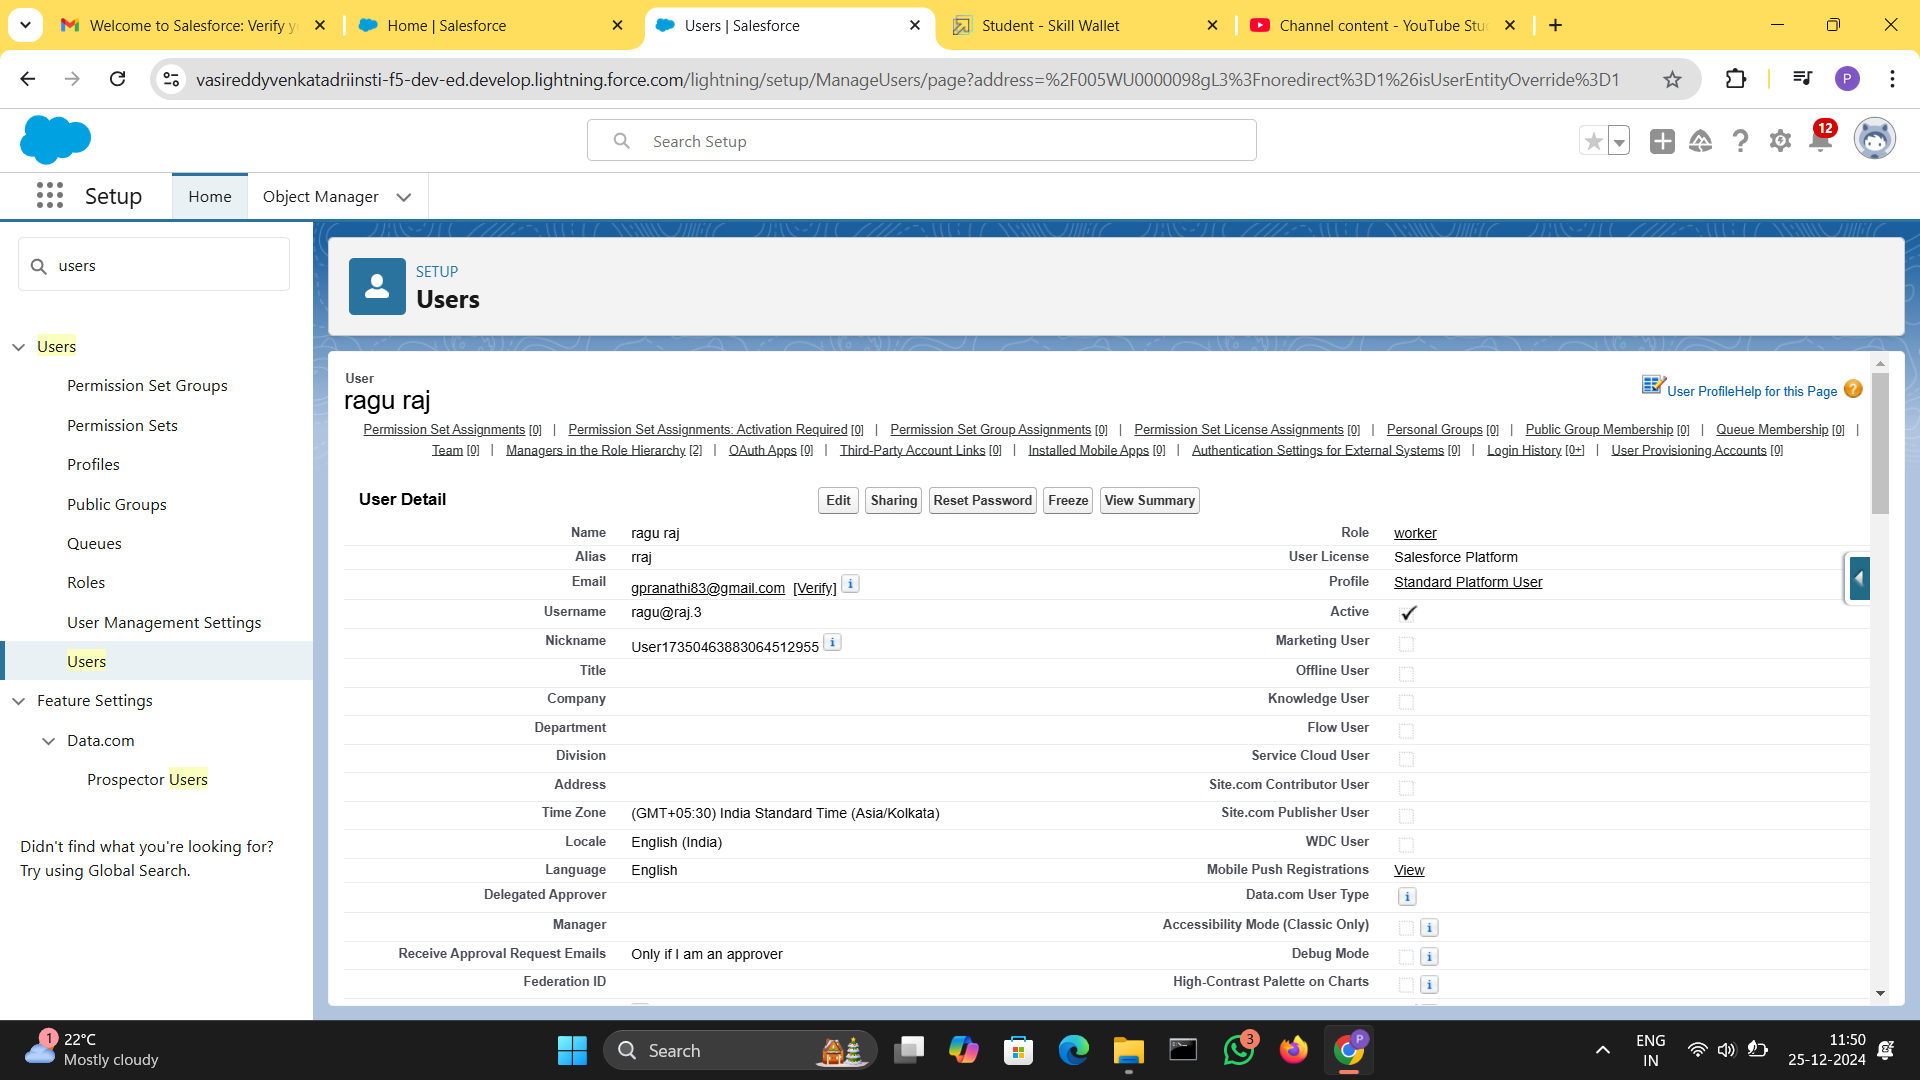 Welcome to Salesforce: Verify y
Home | Salesforce
Users | Salesforce
Student - Skill Wallet
Channel content - YouTube Stu
vasireddyvenkatadriinsti-f5-dev-ed.develop.lightning.force.com/lightning/setup/ManageUsers/page?address=%2F005WU0000098gL3%3Fnoredirect%3D1%26isUserEntityOverride%3D1
P
Search Setup
12
Setup
Home
Object Manager
users
Users
Permission Set Groups
Permission Sets
Profiles
Public Groups
Queues
Roles
User Management Settings
Users
Feature Settings
Data.com
Prospector Users
Didn't find what you're looking for?
Try using Global Search.
SETUP
Users
User
ragu raj
User Profile Help for this Page
Permission Set Assignments [0] | Permission Set Assignments: Activation Required [0] | Permission Set Group Assignments [0] | Permission Set License Assignments [0] | Personal Groups [0] | Public Group Membership [0] | Queue Membership [0] |
Team [0] | Managers in the Role Hierarchy [2] | OAuth Apps [0] | Third-Party Account Links [0] | Installed Mobile Apps [0] | Authentication Settings for External Systems [0] | Login History [0+] | User Provisioning Accounts [0]
User Detail
Edit Sharing Reset Password Freeze View Summary
Name ragu raj Role worker
Alias rraj User License Salesforce Platform
Email gpranathi83@gmail.com [Verify] i Profile Standard Platform User
Username ragu@raj.3 Active
Nickname User17350463883064512955 i Marketing User
Title Offline User
Company Knowledge User
Department Flow User
Division Service Cloud User
Address Site.com Contributor User
Time Zone (GMT+05:30) India Standard Time (Asia/Kolkata) Site.com Publisher User
Locale English (India) WDC User
Language English Mobile Push Registrations View
Delegated Approver Data.com User Type i
Manager Accessibility Mode (Classic Only) i
Receive Approval Request Emails Only if I am an approver Debug Mode i
Federation ID High-Contrast Palette on Charts i
1
22°C
Mostly cloudy
Search
3
P
ENG
IN
11:50
25-12-2024